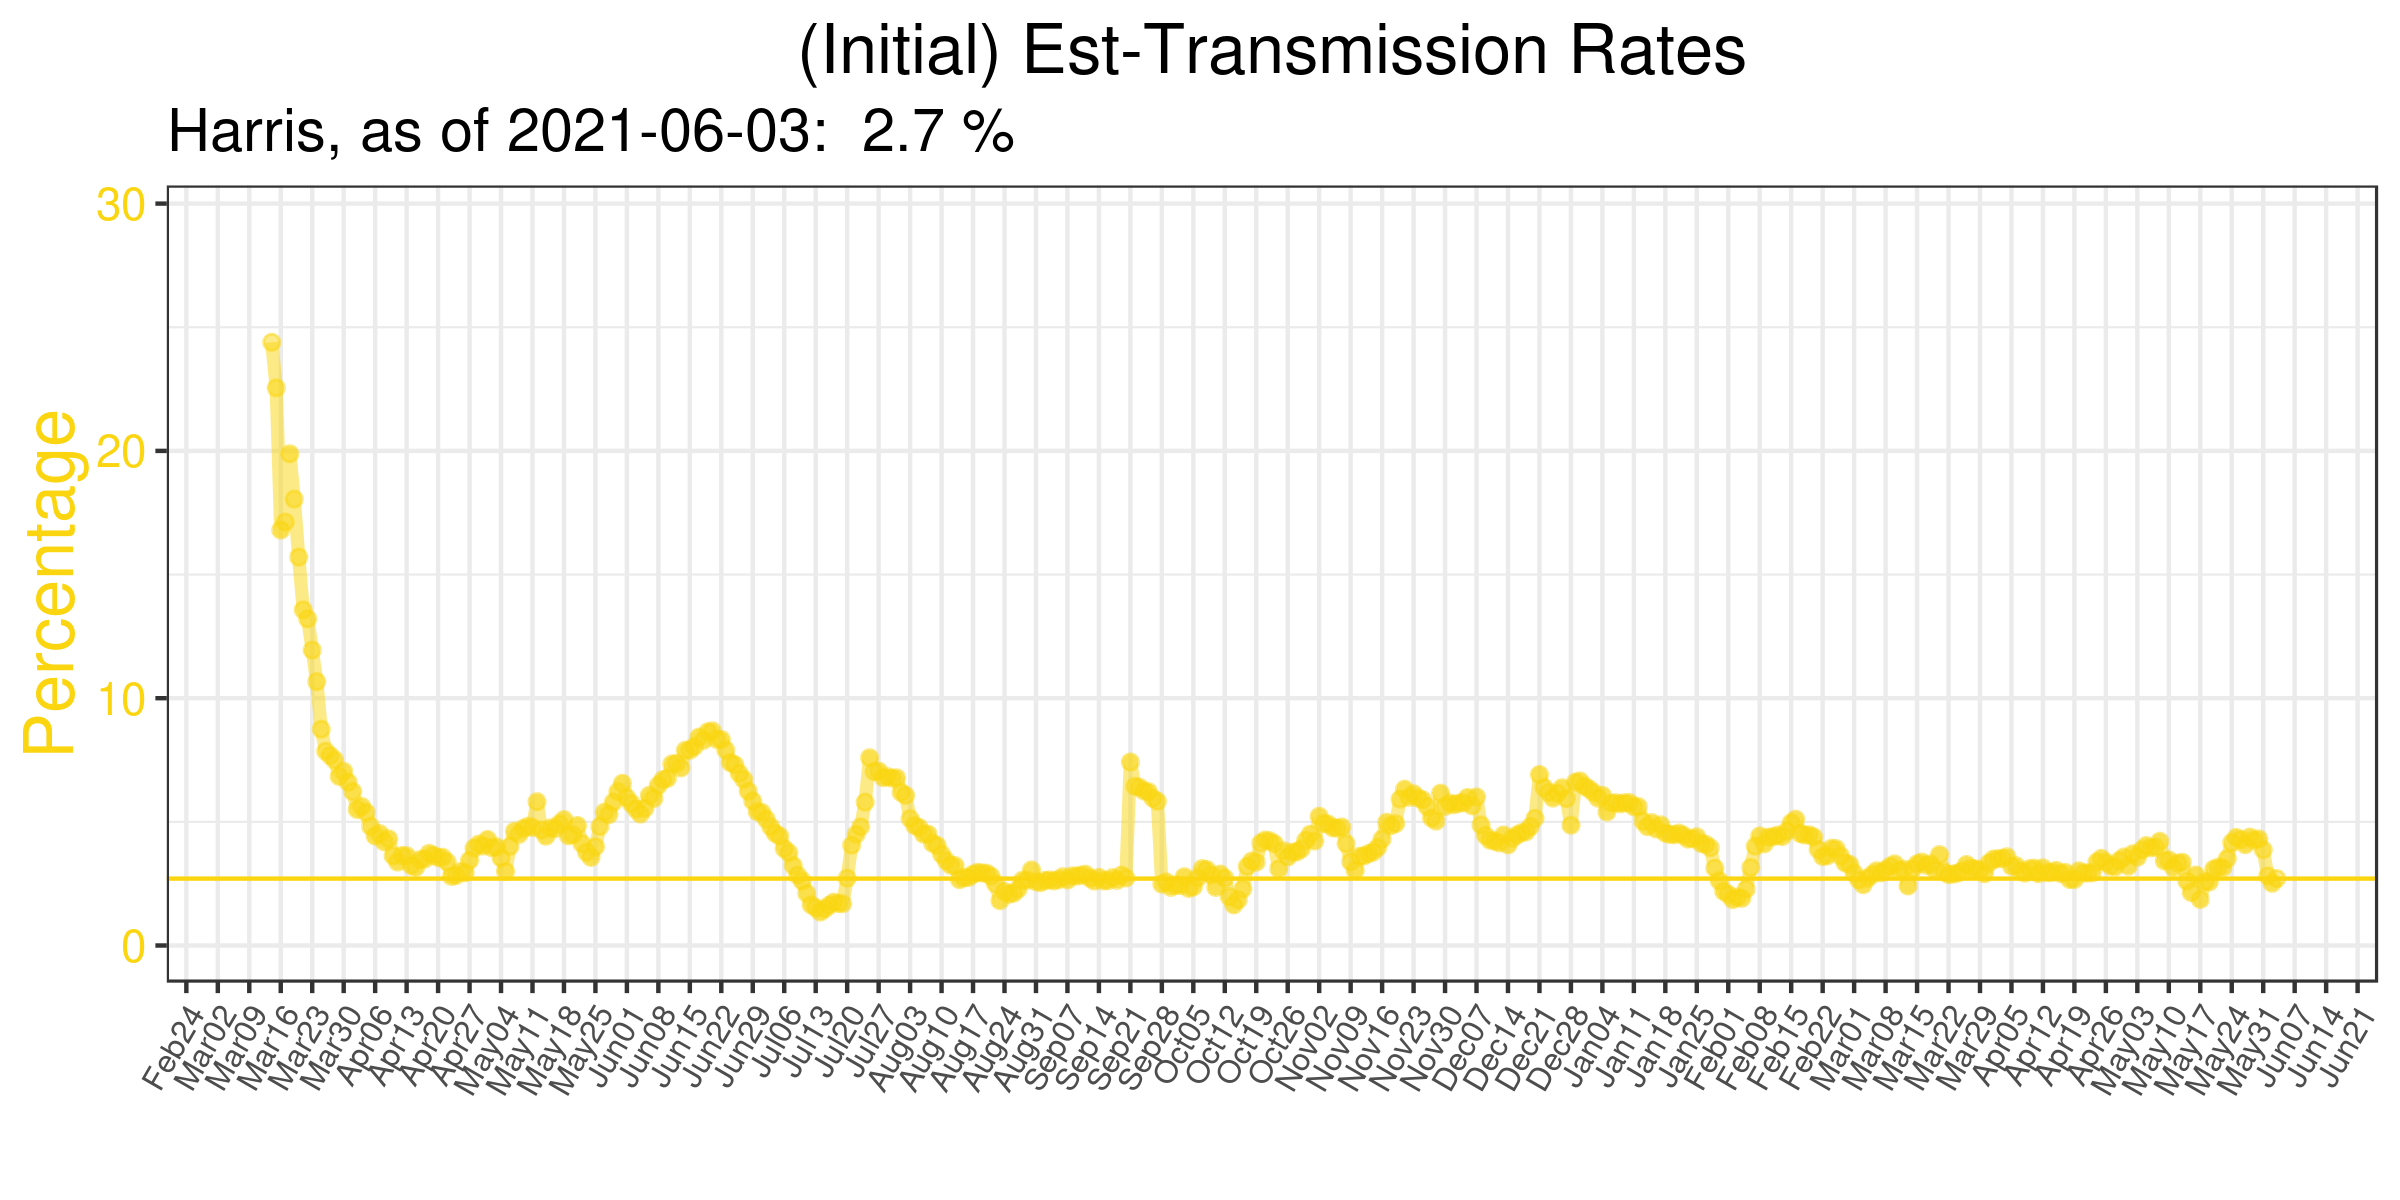 (Initial) Est-Transmission Rates
Harris, as of 2021-06-03:  2.7 %
Percentage
30
20
10
0
Feb24
Mar02
Mar09
Mar16
Mar23
Mar30
Apr06
Apr13
Apr20
Apr27
May04
May11
May18
May25
Jun01
Jun08
Jun15
Jun22
Jun29
Jul06
Jul13
Jul20
Jul27
Aug03
Aug10
Aug17
Aug24
Aug31
Sep07
Sep14
Sep21
Sep28
Oct05
Oct12
Oct19
Oct26
Nov02
Nov09
Nov16
Nov23
Nov30
Dec07
Dec14
Dec21
Dec28
Jan04
Jan11
Jan18
Jan25
Feb01
Feb08
Feb15
Feb22
Mar01
Mar08
Mar15
Mar22
Mar29
Apr05
Apr12
Apr19
Apr26
May03
May10
May17
May24
May31
Jun07
Jun14
Jun21